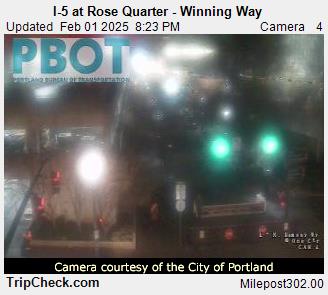 I-5 at Rose Quarter - Winning Way
Updated Feb 01 2025 8:23 PM Camera 4
PBOT
PORTLAND BUREAU OF TRANSPORTATION
Camera courtesy of the City of Portland
TripCheck.com Milepost302.00